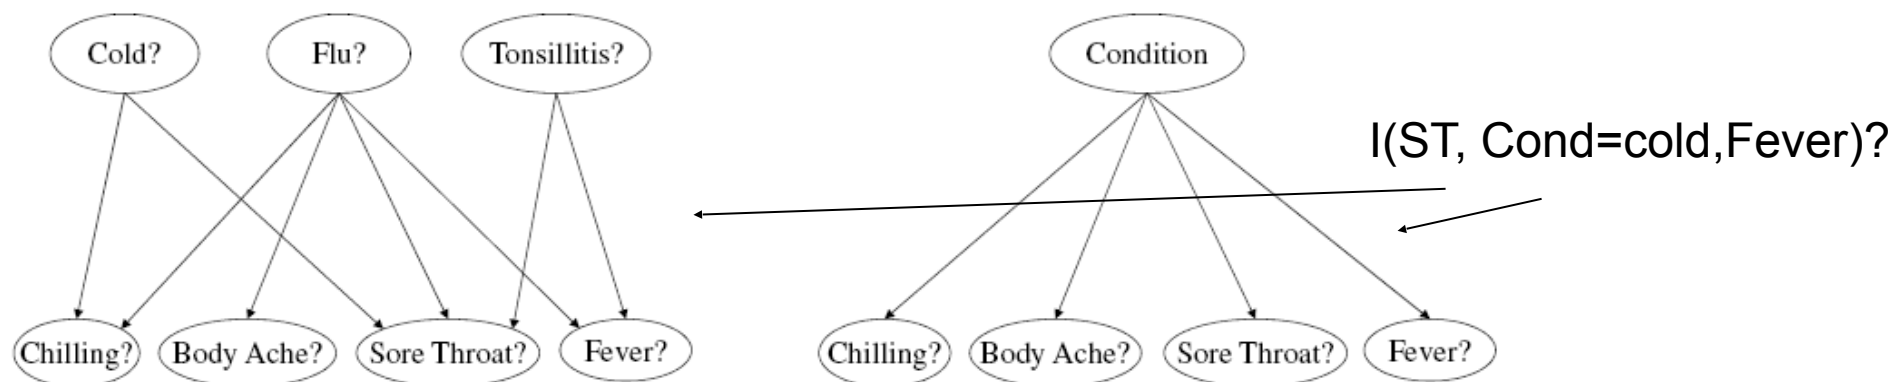 Cold? Flu? Tonsillitis? Condition
I(ST, Cond=cold,Fever)?
Chilling? Body Ache? Sore Throat? Fever? Chilling? Body Ache? Sore Throat? Fever?